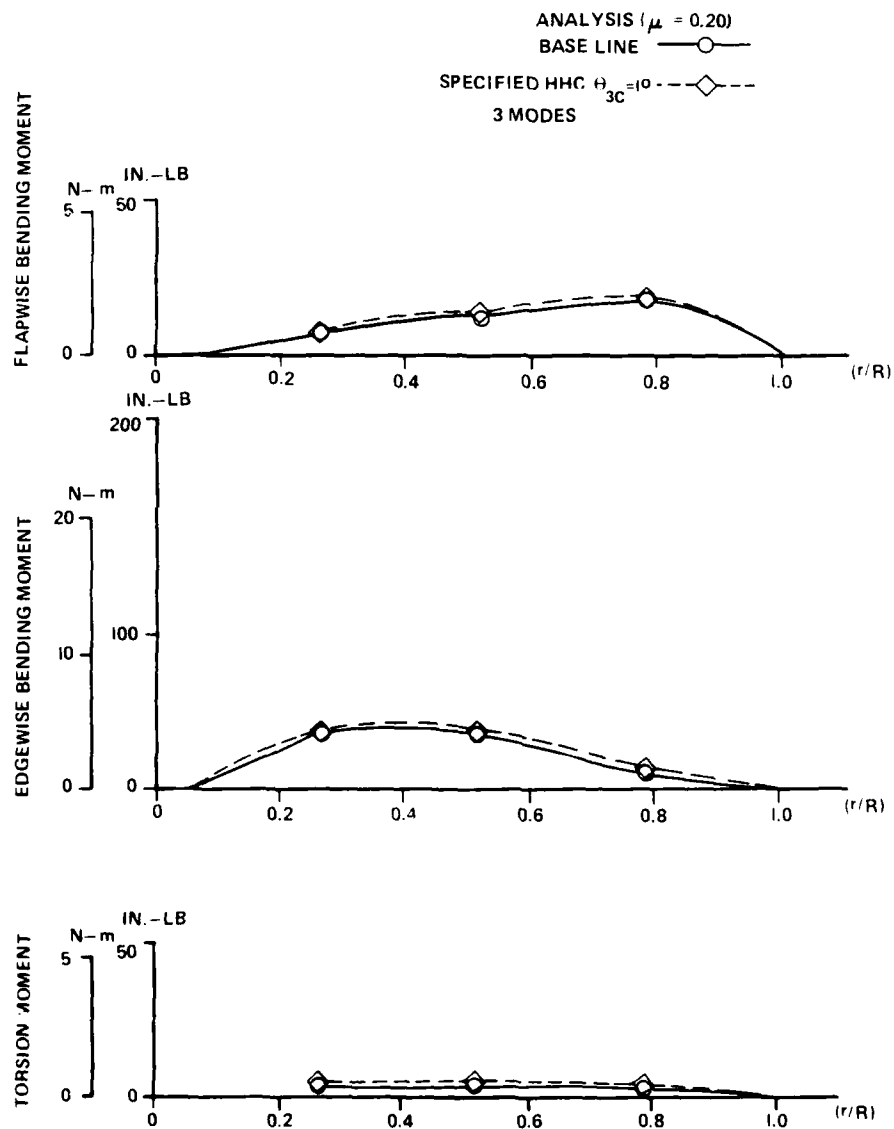 ANALYSIS (μ = 0.20)
BASE LINE
SPECIFIED HHC θ3C=1°
3 MODES
FLAPWISE BENDING MOMENT
N-m
IN.-LB
5
50
0
0
0
0.2
0.4
0.6
0.8
1.0
(r/R)
EDGEWISE BENDING MOMENT
N-m
IN.-LB
200
20
100
10
0
0
0
0.2
0.4
0.6
0.8
1.0
(r/R)
TORSION MOMENT
N-m
IN.-LB
5
50
0
0
0
0.2
0.4
0.6
0.8
1.0
(r/R)